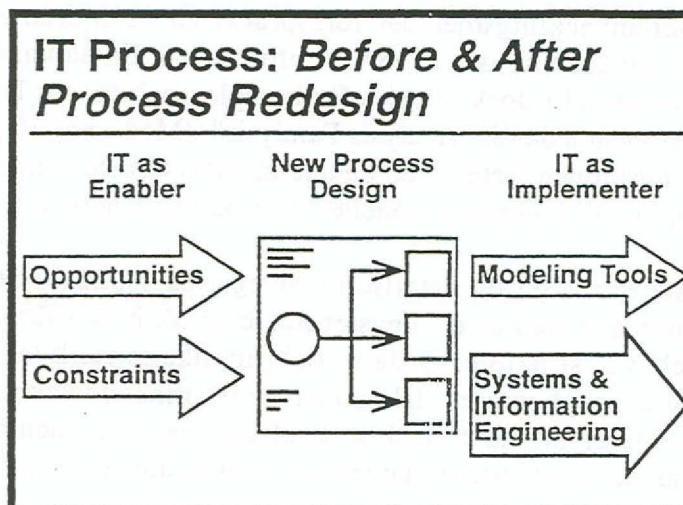 IT Process: Before & After
Process Redesign
IT as
Enabler
New Process
Design
IT as
Implementer
Opportunities
Constraints
Modeling Tools
Systems &
Information
Engineering